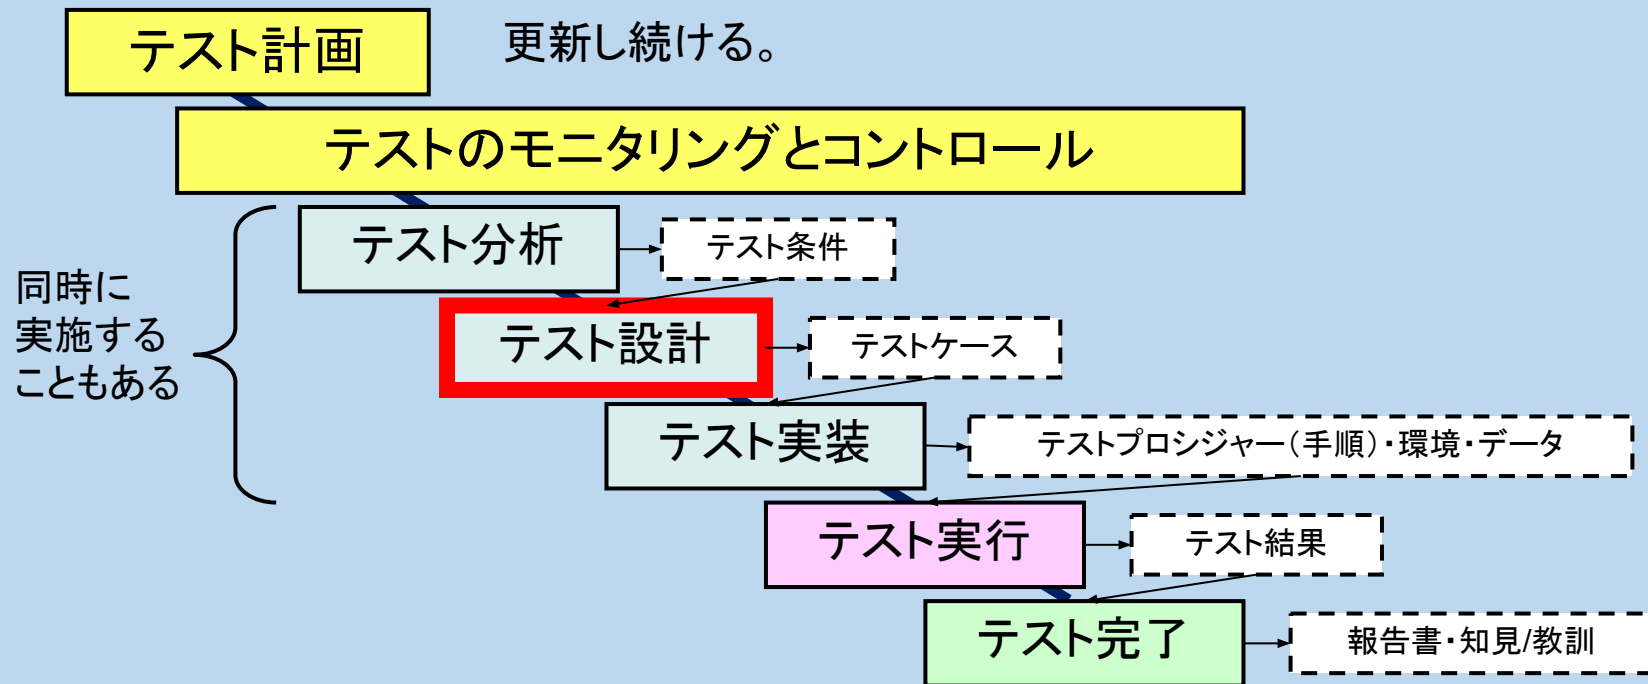 テスト計画
更新し続ける。
テストのモニタリングとコントロール
テスト分析
テスト条件
同時に
実施する
こともある
テスト設計
テストケース
テスト実装
テストプロシジャー(手順)・環境・データ
テスト実行
テスト結果
テスト完了
報告書・知見/教訓